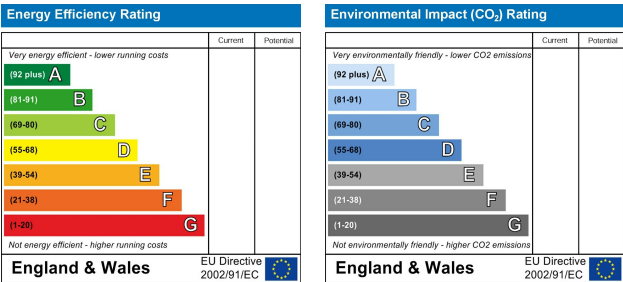 Energy Efficiency Rating
Current Potential
Very energy efficient - lower running costs
(92 plus) A
(81-91) B
(69-80) C
(55-68) D
(39-54) E
(21-38) F
(1-20) G
Not energy efficient - higher running costs
England & Wales
EU Directive
2002/91/EC
Environmental Impact (CO₂) Rating
Current Potential
Very environmentally friendly - lower CO2 emissions
(92 plus) A
(81-91) B
(69-80) C
(55-68) D
(39-54) E
(21-38) F
(1-20) G
Not environmentally friendly - higher CO2 emissions
England & Wales
EU Directive
2002/91/EC